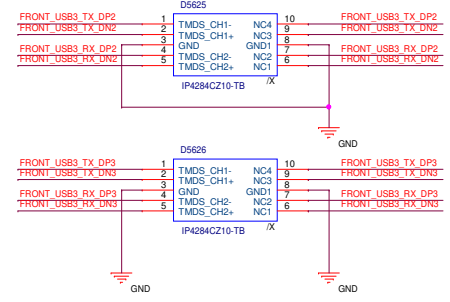 D5625
FRONT_USB3_TX_DP2 1 TMDS_CH1- NC4 10 FRONT_USB3_TX_DP2
FRONT_USB3_TX_DN2 2 TMDS_CH1+ NC3 9 FRONT_USB3_TX_DN2
3 GND GND1 8
FRONT_USB3_RX_DP2 4 TMDS_CH2- NC2 7 FRONT_USB3_RX_DP2
FRONT_USB3_RX_DN2 5 TMDS_CH2+ NC1 6 FRONT_USB3_RX_DN2
IP4284CZ10-TB /X
GND
D5626
FRONT_USB3_TX_DP3 1 TMDS_CH1- NC4 10 FRONT_USB3_TX_DP3
FRONT_USB3_TX_DN3 2 TMDS_CH1+ NC3 9 FRONT_USB3_TX_DN3
3 GND GND1 8
FRONT_USB3_RX_DP3 4 TMDS_CH2- NC2 7 FRONT_USB3_RX_DP3
FRONT_USB3_RX_DN3 5 TMDS_CH2+ NC1 6 FRONT_USB3_RX_DN3
IP4284CZ10-TB /X
GND GND